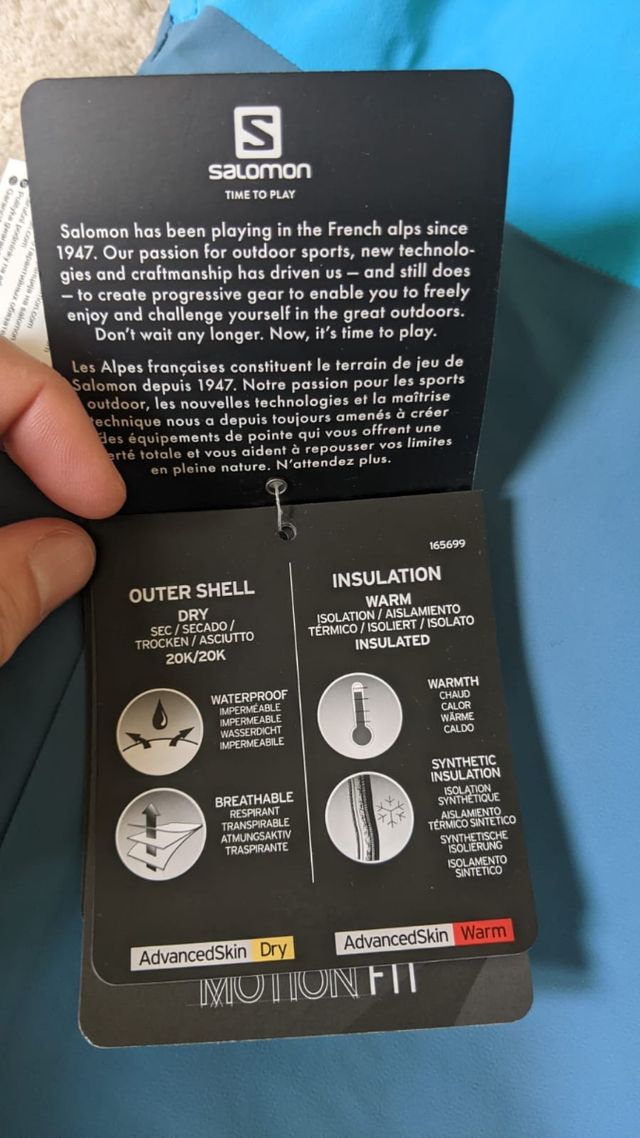 S
SALOMON
TIME TO PLAY
Salomon has been playing in the French alps since
1947. Our passion for outdoor sports, new technolo-
gies and craftmanship has driven us – and still does
– to create progressive gear to enable you to freely
enjoy and challenge yourself in the great outdoors.
Don't wait any longer. Now, it's time to play.
Les Alpes françaises constituent le terrain de jeu de
Salomon depuis 1947. Notre passion pour les sports
outdoor, les nouvelles technologies et la maîtrise
technique nous a depuis toujours amenés à créer
des équipements de pointe qui vous offrent une
erté totale et vous aident à repousser vos limites
en pleine nature. N'attendez plus.
165699
OUTER SHELL
DRY
SEC / SECADO /
TROCKEN / ASCIUTTO
20K/20K
WATERPROOF
IMPERMÉABLE
IMPERMEABLE
WASSERDICHT
IMPERMEABILE
BREATHABLE
RESPIRANT
TRANSPIRABLE
ATMUNGSAKTIV
TRASPIRANTE
AdvancedSkin Dry
INSULATION
WARM
ISOLATION / AISLAMIENTO
TÉRMICO / ISOLIERT / ISOLATO
INSULATED
WARMTH
CHAUD
CALOR
WÄRME
CALDO
SYNTHETIC
INSULATION
ISOLATION
SYNTHÉTIQUE
AISLAMIENTO
TÉRMICO SINTETICO
SYNTHETISCHE
ISOLIERUNG
ISOLAMENTO
SINTETICO
AdvancedSkin Warm
MOTION FIT